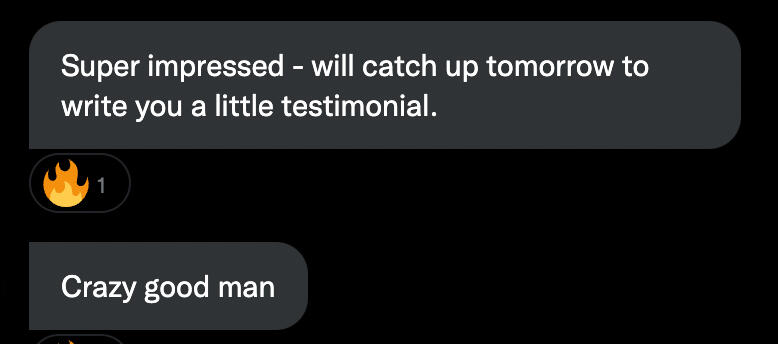 Super impressed - will catch up tomorrow to
write you a little testimonial.
1
Crazy good man